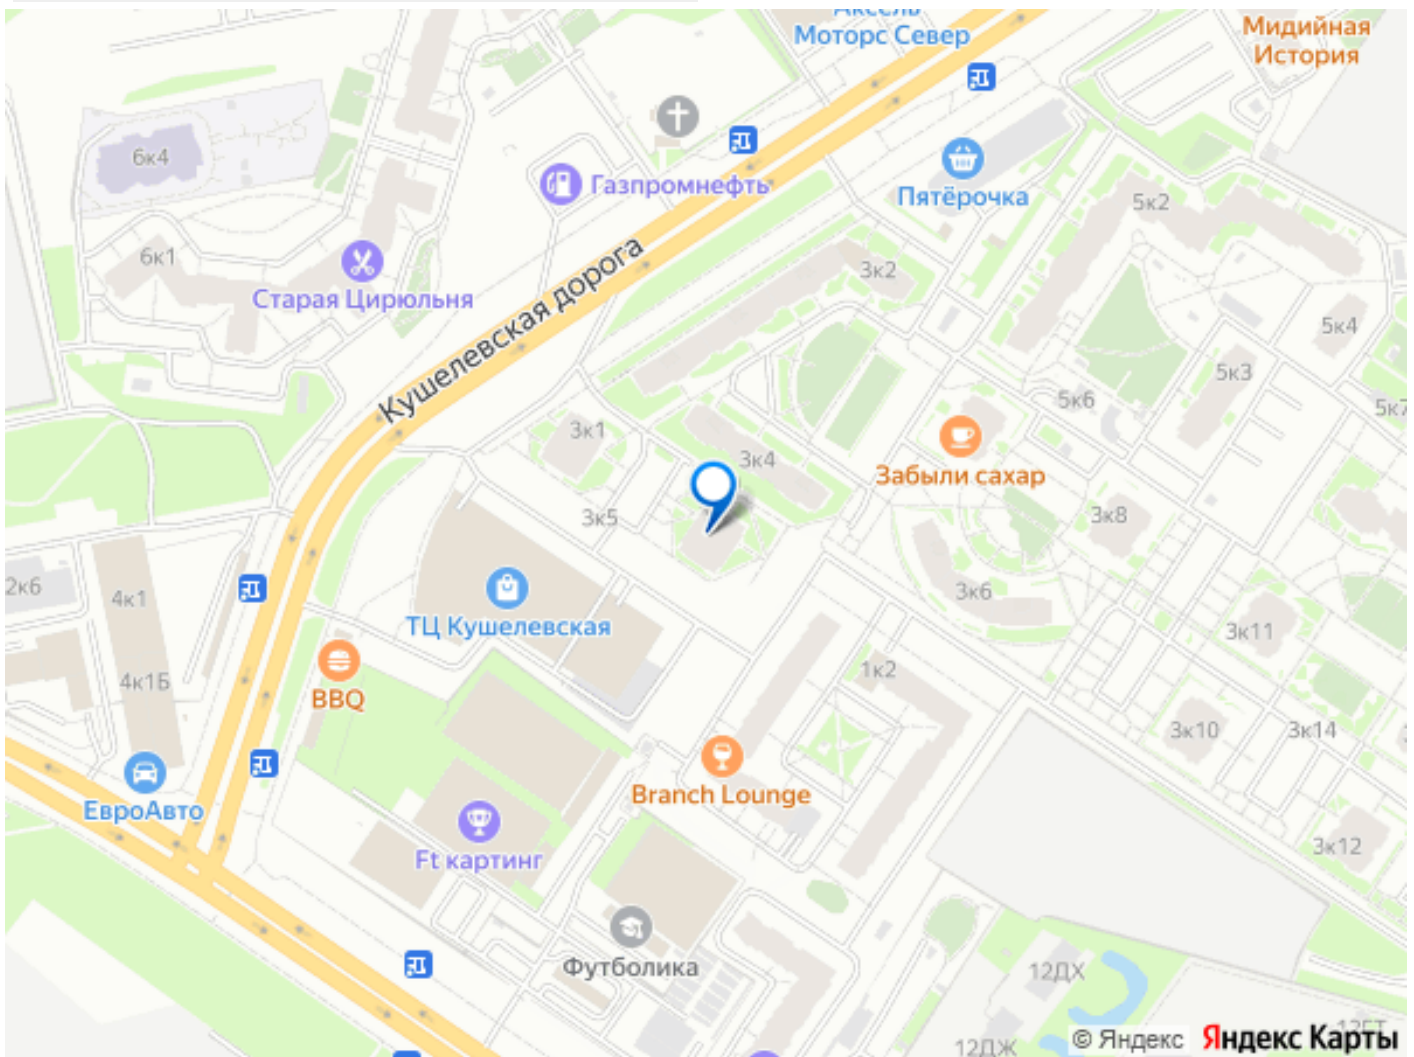 Аксель
Моторс Север
Мидийная
История
6к4
Газпромнефть
Пятёрочка
5к2
6к1
Старая Цирюльня
3к2
Кушелевская дорога
5к4
5к3
5к6
5к7
3к1
3к4
Забыли сахар
3к5
3к8
2к6
4к1
ТЦ Кушелевская
3к6
3к11
4к1Б
BBQ
1к2
3к10
3к14
ЕвроАвто
Branch Lounge
Ft картинг
3к12
Футболика
12ДХ
12ДЖ
© Яндекс
Яндекс Карты